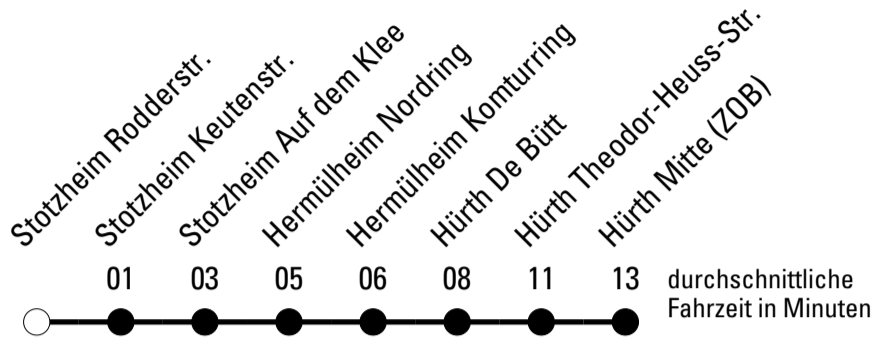 Stotzheim Rodderstr.
Stotzheim Keutenstr.
Stotzheim Auf dem Klee
Hermülheim Nordring
Hermülheim Komturring
Hürth De Bütt
Hürth Theodor-Heuss-Str.
Hürth Mitte (ZOB)
01 03 05 06 08 11 13
durchschnittliche
Fahrzeit in Minuten